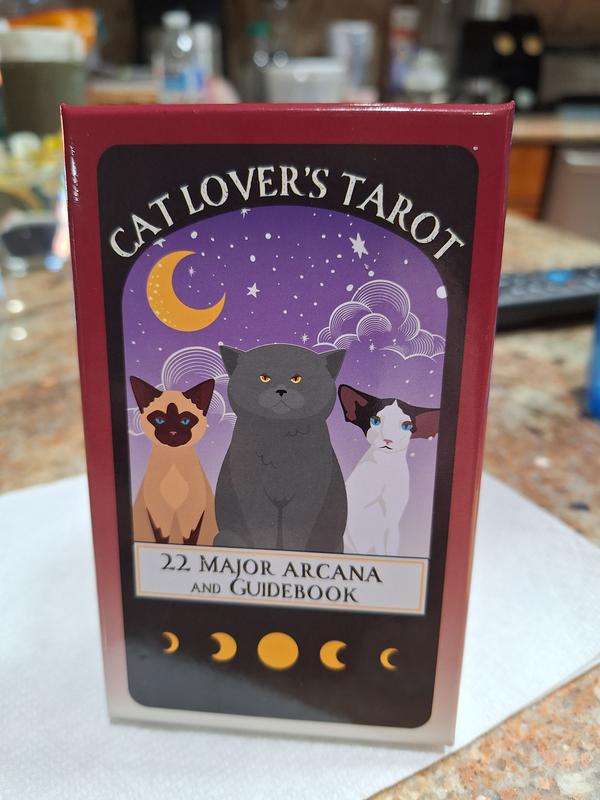 CAT LOVER'S TAROT
22 MAJOR ARCANA
AND GUIDEBOOK